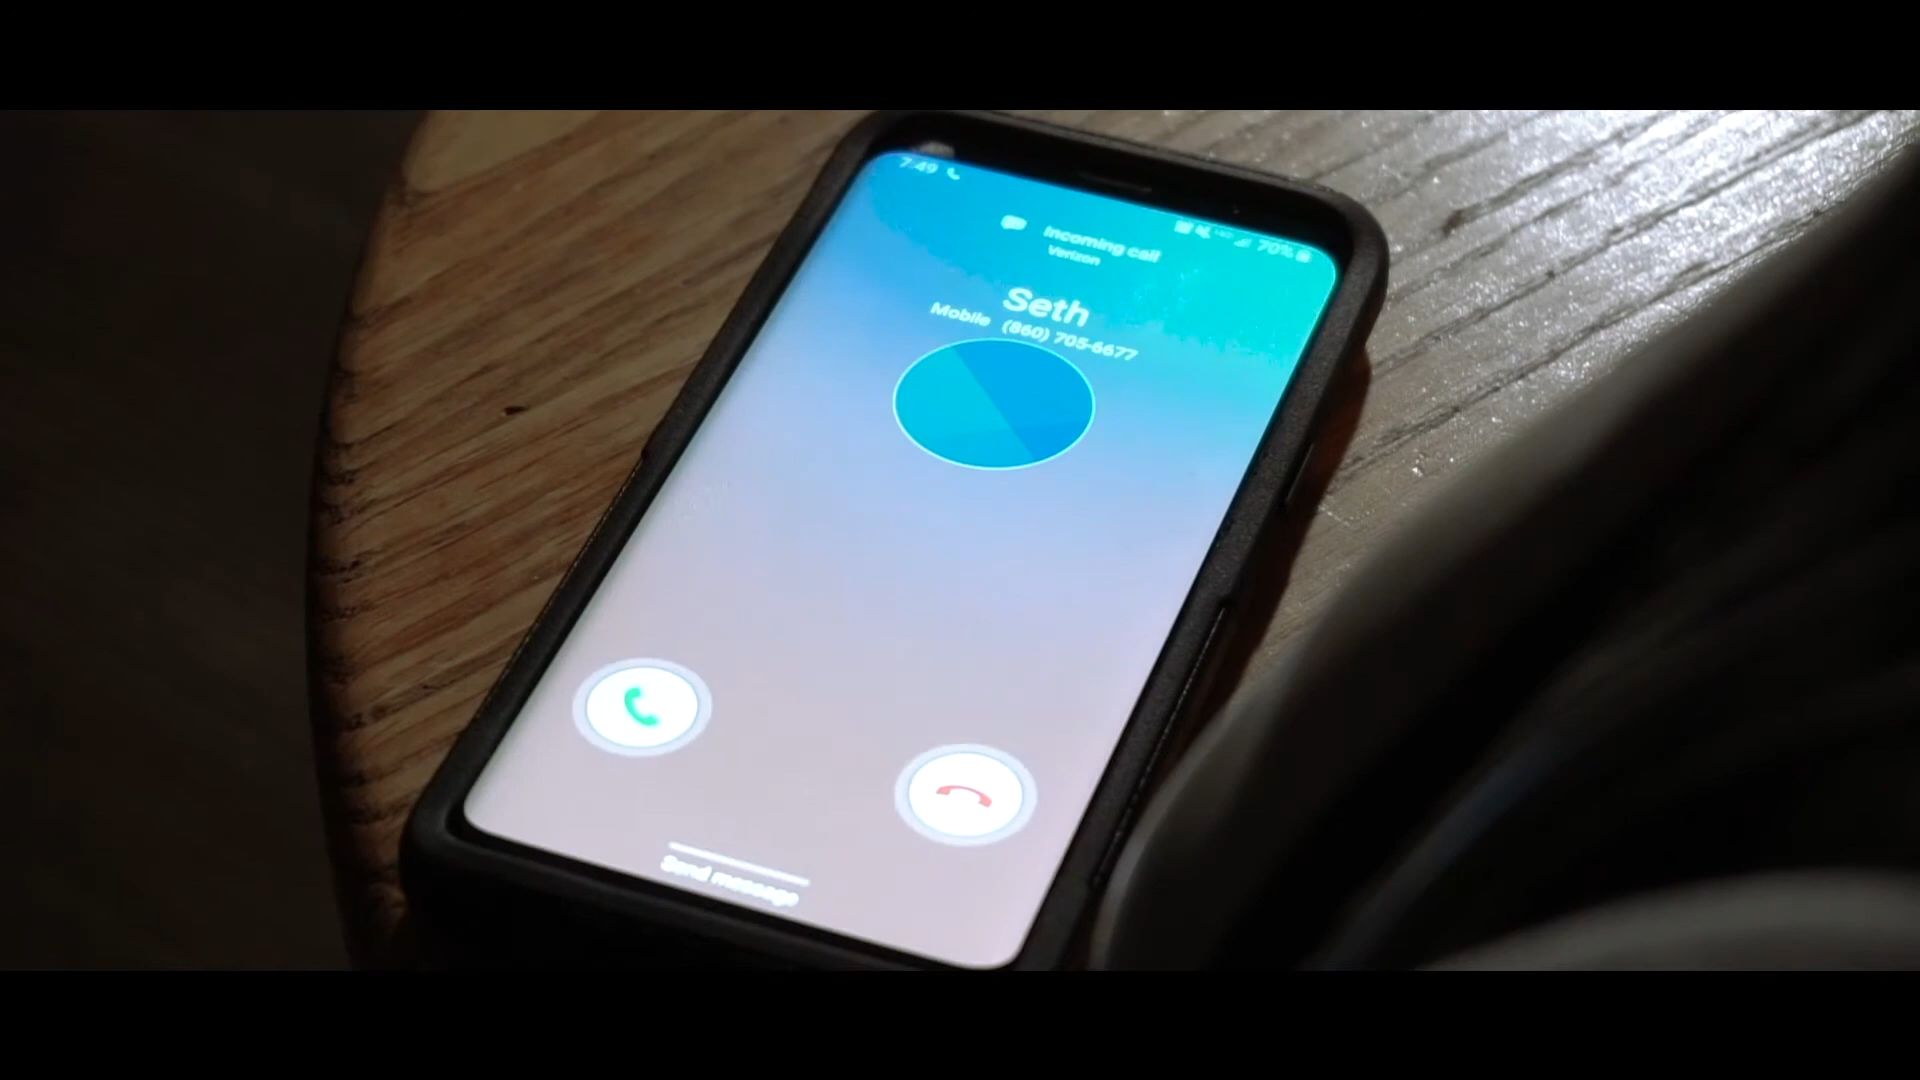 7:49
70%
Incoming call
Verizon
Seth
Mobile (860) 705-6677
Send message